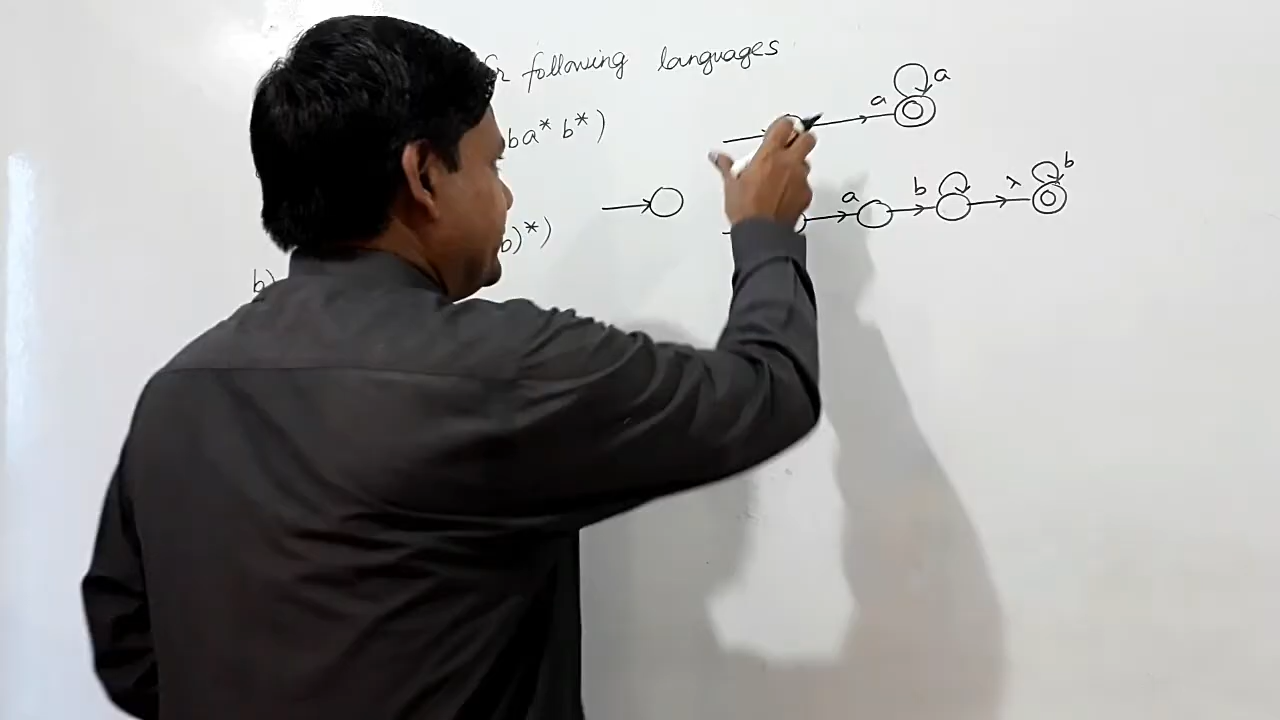 following languages
ba* b*)
b)*)
b)
a a
a b λ b